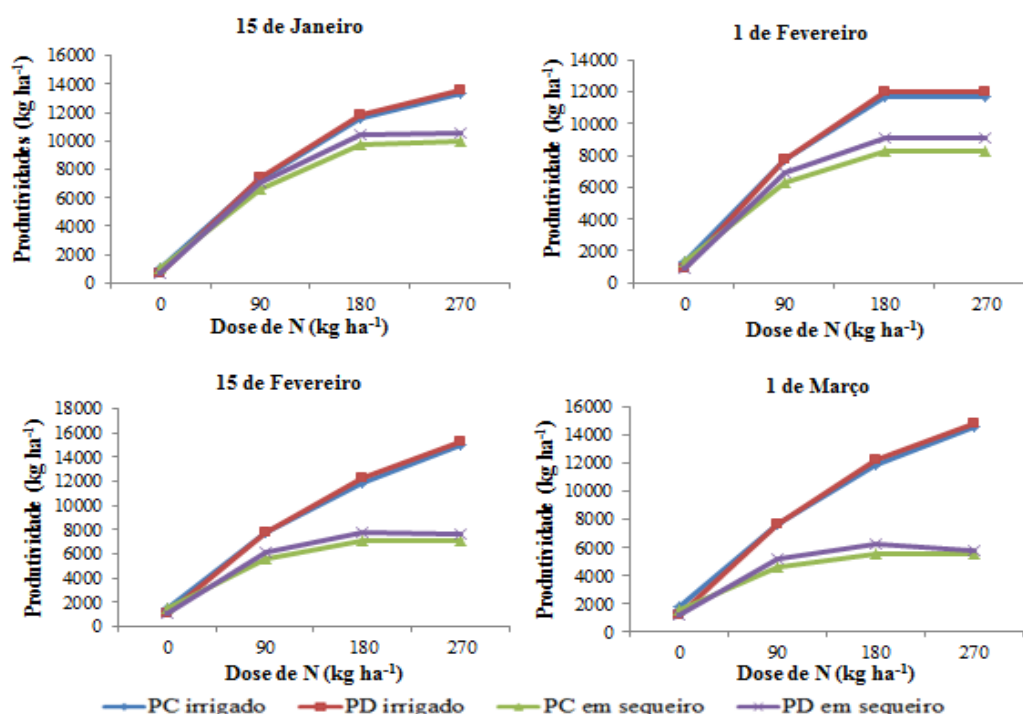 15 de Janeiro
Produtividades (kg ha⁻¹)
16000
14000
12000
10000
8000
6000
4000
2000
0
0 90 180 270
Dose de N (kg ha⁻¹)
1 de Fevereiro
Produtividade (kg ha⁻¹)
14000
12000
10000
8000
6000
4000
2000
0
0 90 180 270
Dose de N (kg ha⁻¹)
15 de Fevereiro
Produtividade (kg ha⁻¹)
18000
16000
14000
12000
10000
8000
6000
4000
2000
0
0 90 180 270
Dose de N (kg ha⁻¹)
1 de Março
Produtividade (kg ha⁻¹)
16000
14000
12000
10000
8000
6000
4000
2000
0
0 90 180 270
Dose de N (kg ha⁻¹)
PC irrigado PD irrigado PC em sequeiro PD em sequeiro